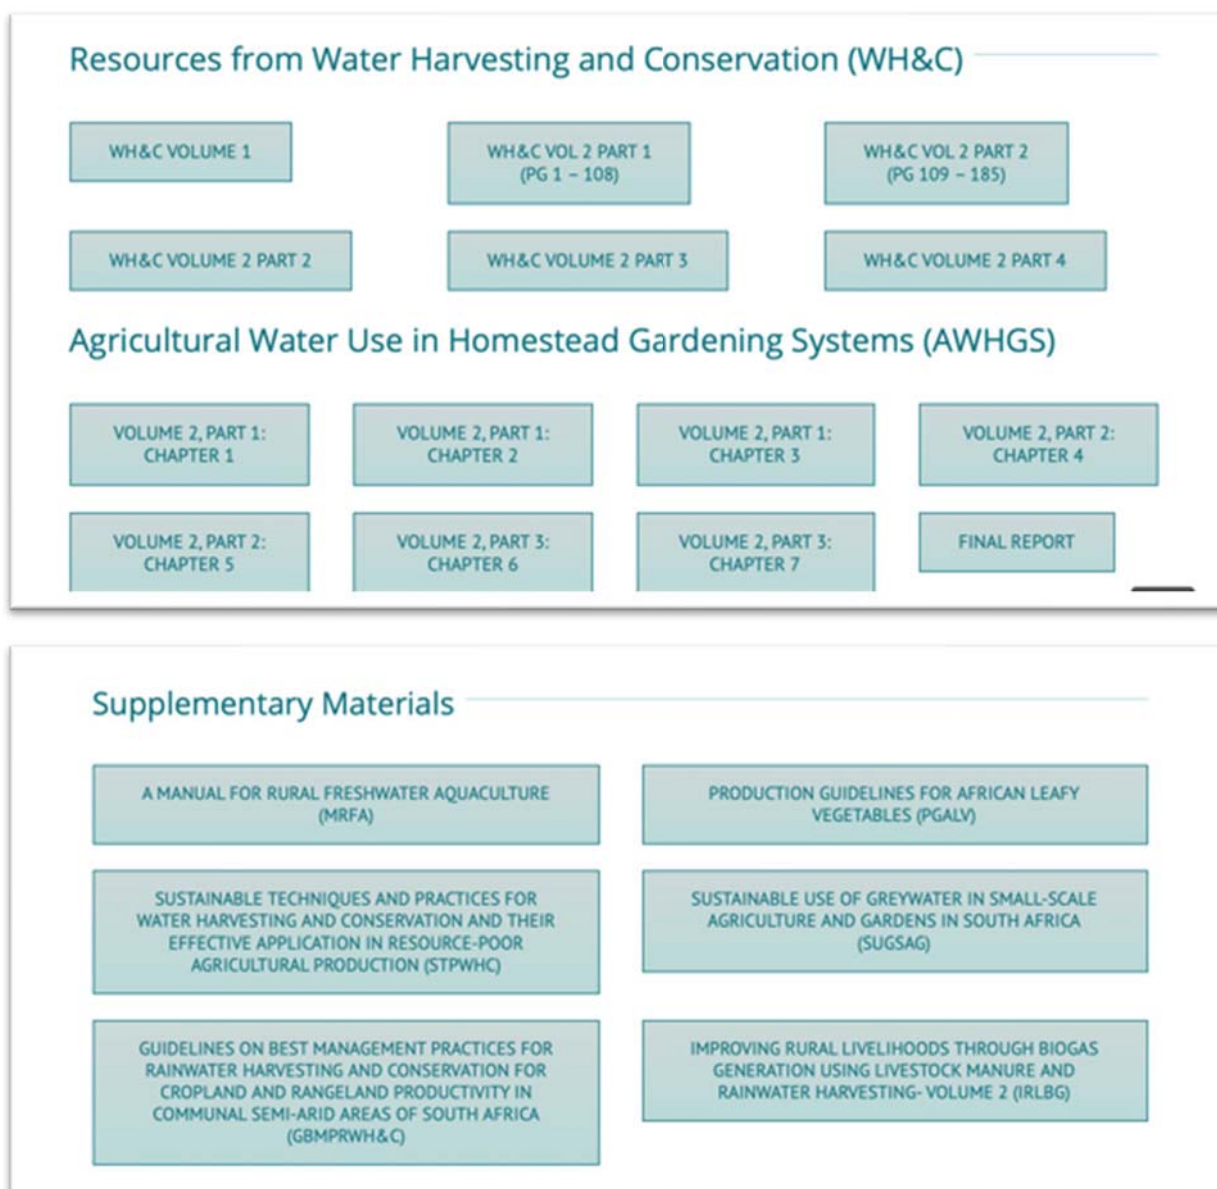 Resources from Water Harvesting and Conservation (WH&C)
WH&C VOLUME 1
WH&C VOL 2 PART 1
(PG 1 – 108)
WH&C VOL 2 PART 2
(PG 109 – 185)
WH&C VOLUME 2 PART 2
WH&C VOLUME 2 PART 3
WH&C VOLUME 2 PART 4
Agricultural Water Use in Homestead Gardening Systems (AWHGS)
VOLUME 2, PART 1:
CHAPTER 1
VOLUME 2, PART 1:
CHAPTER 2
VOLUME 2, PART 1:
CHAPTER 3
VOLUME 2, PART 2:
CHAPTER 4
VOLUME 2, PART 2:
CHAPTER 5
VOLUME 2, PART 3:
CHAPTER 6
VOLUME 2, PART 3:
CHAPTER 7
FINAL REPORT
Supplementary Materials
A MANUAL FOR RURAL FRESHWATER AQUACULTURE
(MRFA)
PRODUCTION GUIDELINES FOR AFRICAN LEAFY
VEGETABLES (PGALV)
SUSTAINABLE TECHNIQUES AND PRACTICES FOR
WATER HARVESTING AND CONSERVATION AND THEIR
EFFECTIVE APPLICATION IN RESOURCE-POOR
AGRICULTURAL PRODUCTION (STPWHC)
SUSTAINABLE USE OF GREYWATER IN SMALL-SCALE
AGRICULTURE AND GARDENS IN SOUTH AFRICA
(SUGSAG)
GUIDELINES ON BEST MANAGEMENT PRACTICES FOR
RAINWATER HARVESTING AND CONSERVATION FOR
CROPLAND AND RANGELAND PRODUCTIVITY IN
COMMUNAL SEMI-ARID AREAS OF SOUTH AFRICA
(GBMPRWH&C)
IMPROVING RURAL LIVELIHOODS THROUGH BIOGAS
GENERATION USING LIVESTOCK MANURE AND
RAINWATER HARVESTING- VOLUME 2 (IRLBG)